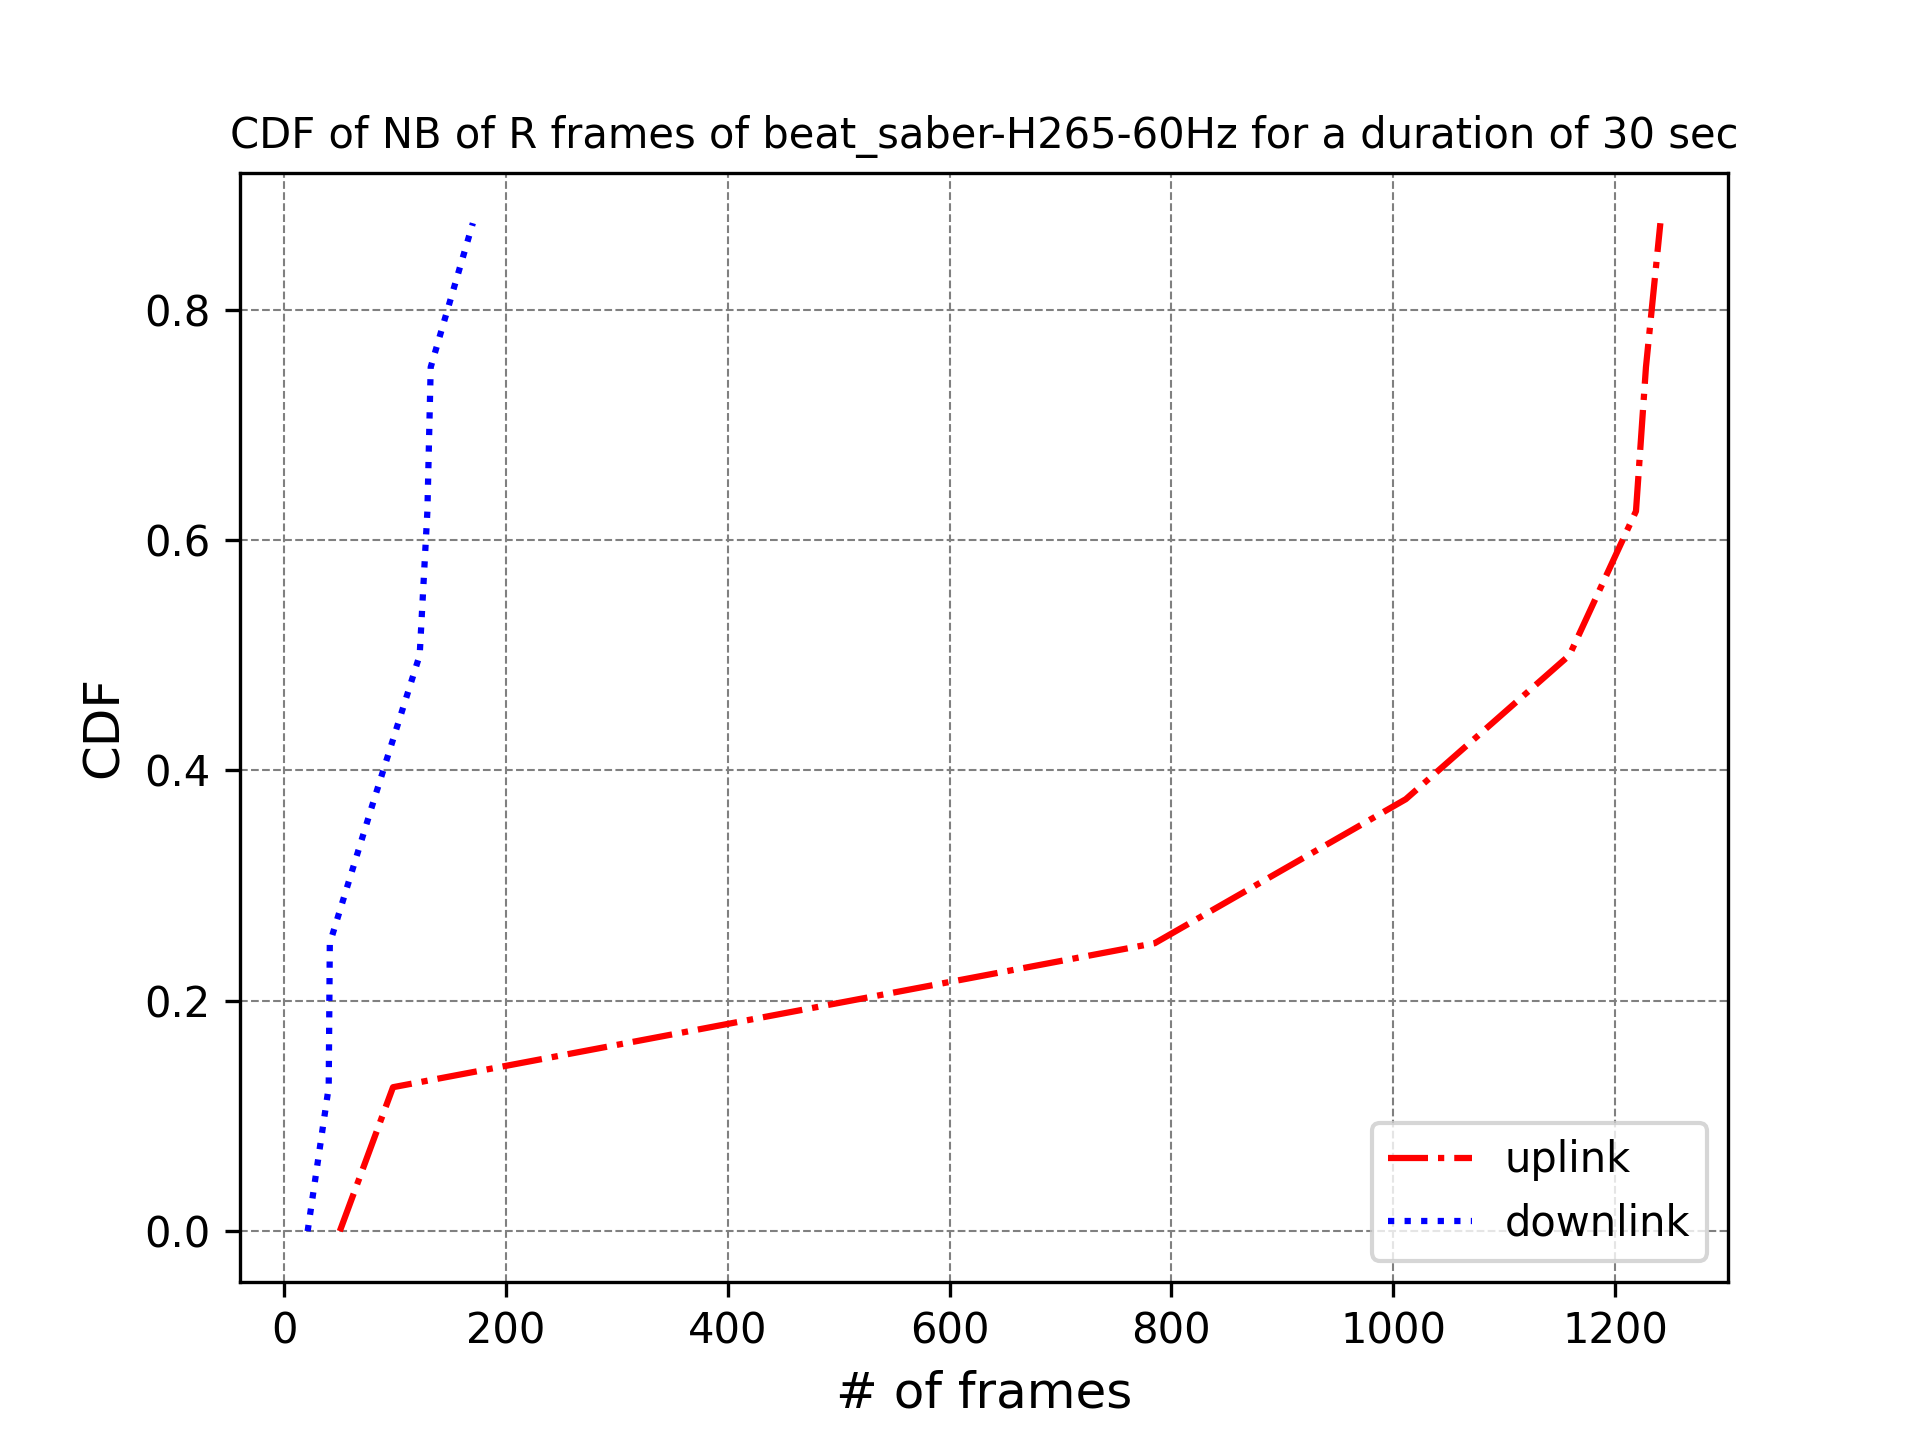 CDF of NB of R frames of beat_saber-H265-60Hz for a duration of 30 sec
CDF
0.8
0.6
0.4
0.2
0.0
0 200 400 600 800 1000 1200
# of frames
uplink
downlink